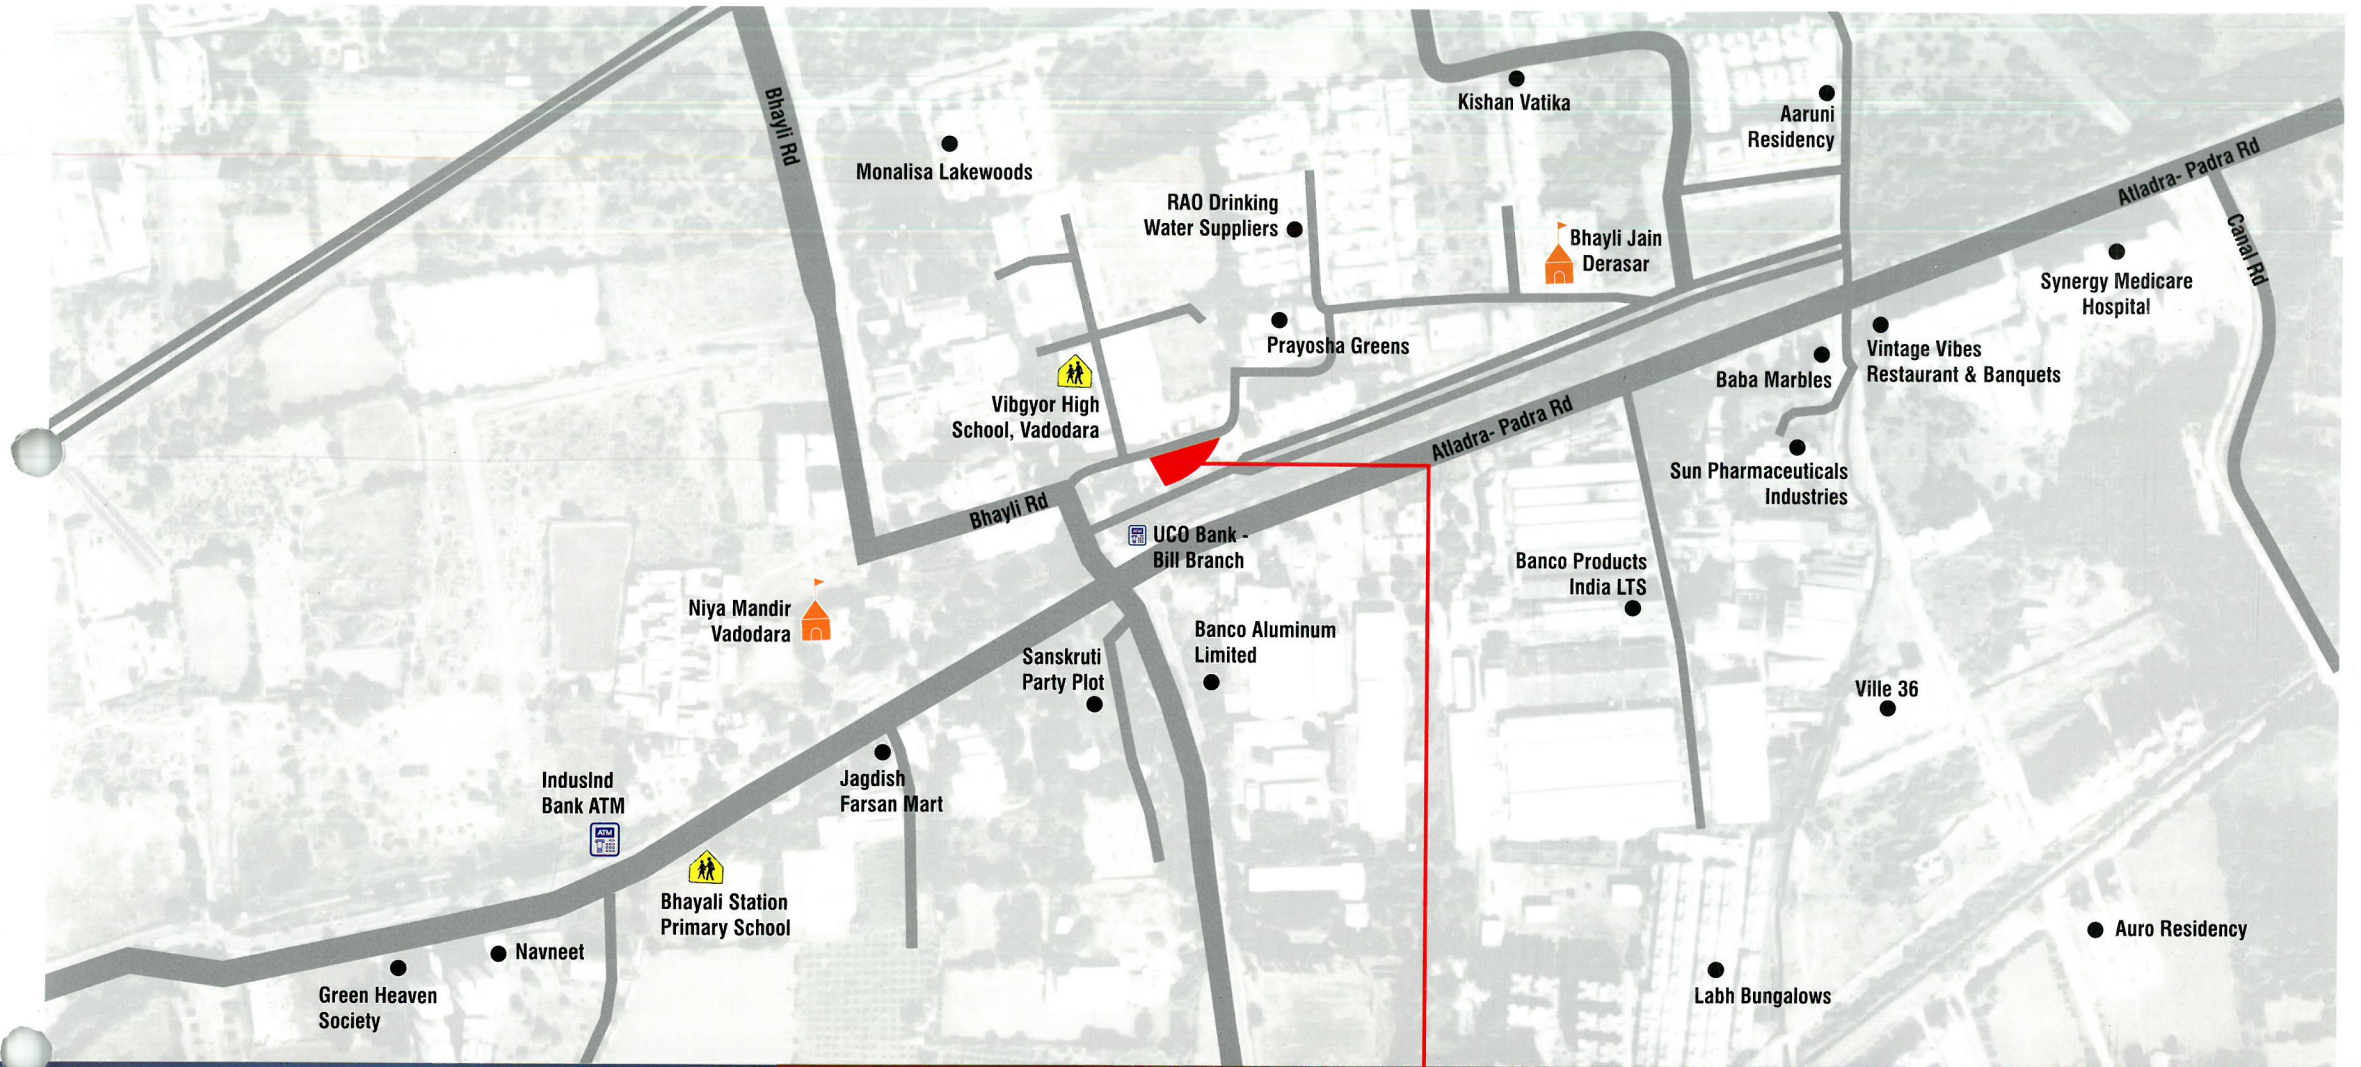 Bhayli Rd
Kishan Vatika
Aaruni
Residency
Monalisa Lakewoods
Atladra- Padra Rd
RAO Drinking
Water Suppliers
Bhayli Jain
Derasar
Canal Rd
Synergy Medicare
Hospital
Prayosha Greens
Vintage Vibes
Restaurant & Banquets
Baba Marbles
Vibgyor High
School, Vadodara
Atladra- Padra Rd
Sun Pharmaceuticals
Industries
Bhayli Rd
ATM
UCO Bank -
Bill Branch
Banco Products
India LTS
Niya Mandir
Vadodara
Banco Aluminum
Limited
Sanskruti
Party Plot
Ville 36
Jagdish
Farsan Mart
IndusInd
Bank ATM
ATM
Bhayali Station
Primary School
Navneet
Auro Residency
Green Heaven
Society
Labh Bungalows